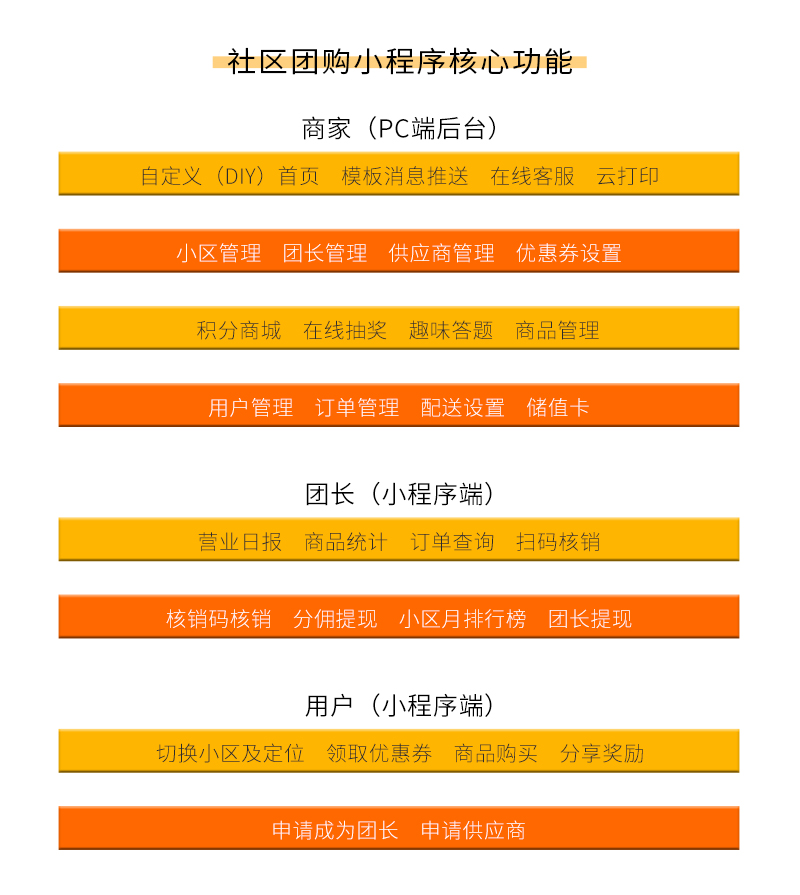 社区团购小程序核心功能
商家（PC端后台）
自定义（DIY）首页 模板消息推送 在线客服 云打印
小区管理 团长管理 供应商管理 优惠券设置
积分商城 在线抽奖 趣味答题 商品管理
用户管理 订单管理 配送设置 储值卡
团长（小程序端）
营业日报 商品统计 订单查询 扫码核销
核销码核销 分佣提现 小区月排行榜 团长提现
用户（小程序端）
切换小区及定位 领取优惠券 商品购买 分享奖励
申请成为团长 申请供应商